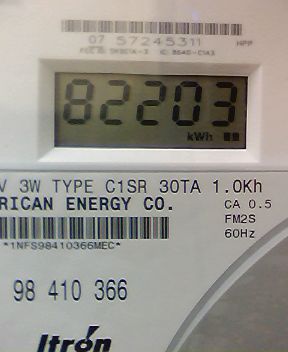 07 57245311 HPP
82203
kWh
V 3W TYPE C1SR 30TA 1.0Kh
RICAN ENERGY CO. CA 0.5
FM2S
*1NFS98410366MEC* 60Hz
98 410 366
Itron